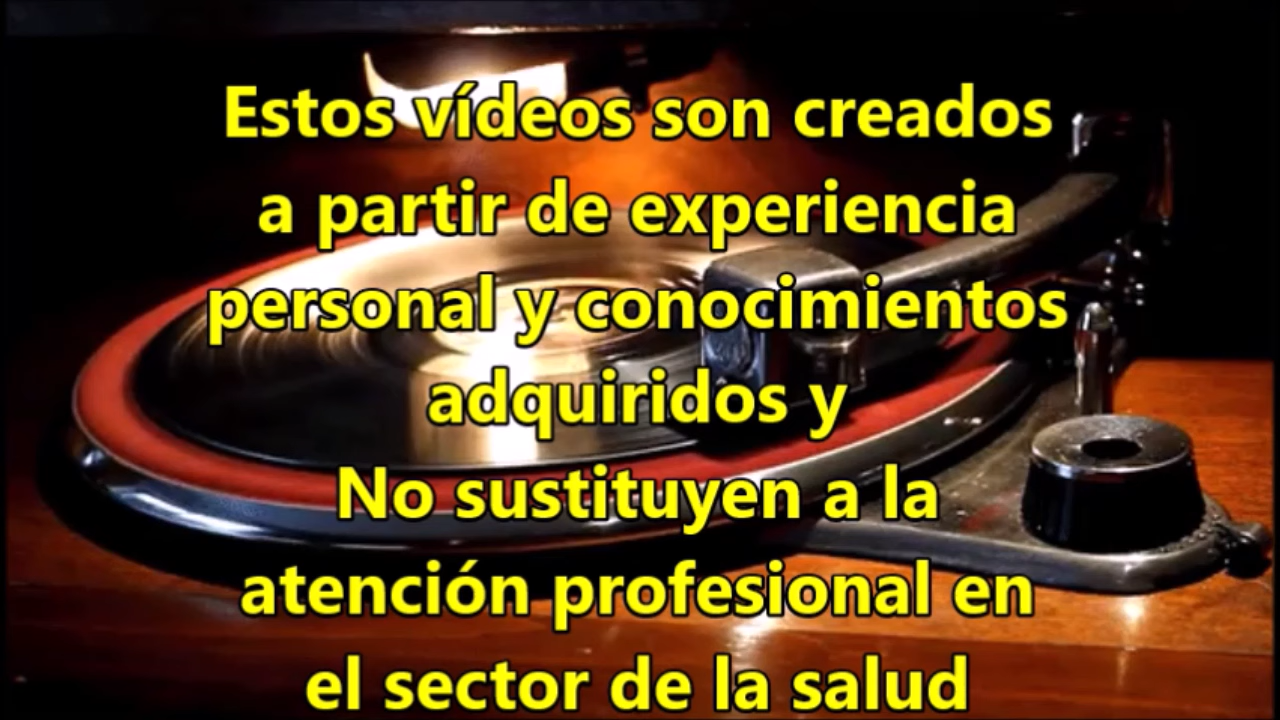 Estos vídeos son creados
a partir de experiencia
personal y conocimientos
adquiridos y
No sustituyen a la
atención profesional en
el sector de la salud